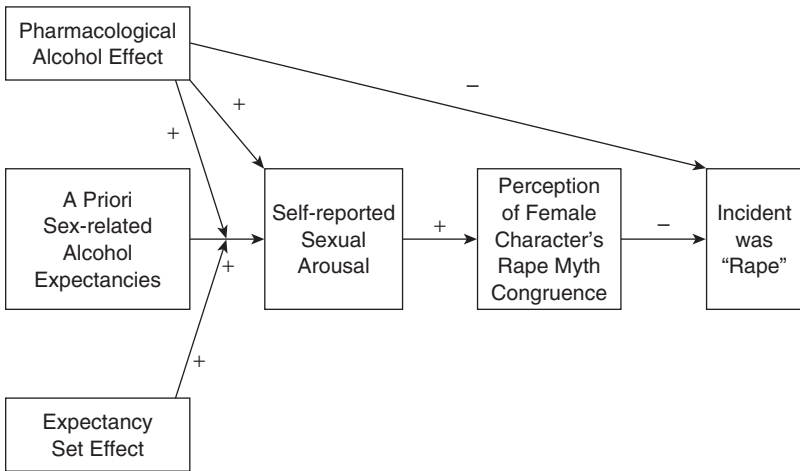 Pharmacological
Alcohol Effect
−
+
+
A Priori
Sex-related
Alcohol
Expectancies
+
Self-reported
Sexual
Arousal
+
Perception
of Female
Character's
Rape Myth
Congruence
−
Incident
was
“Rape”
+
Expectancy
Set Effect